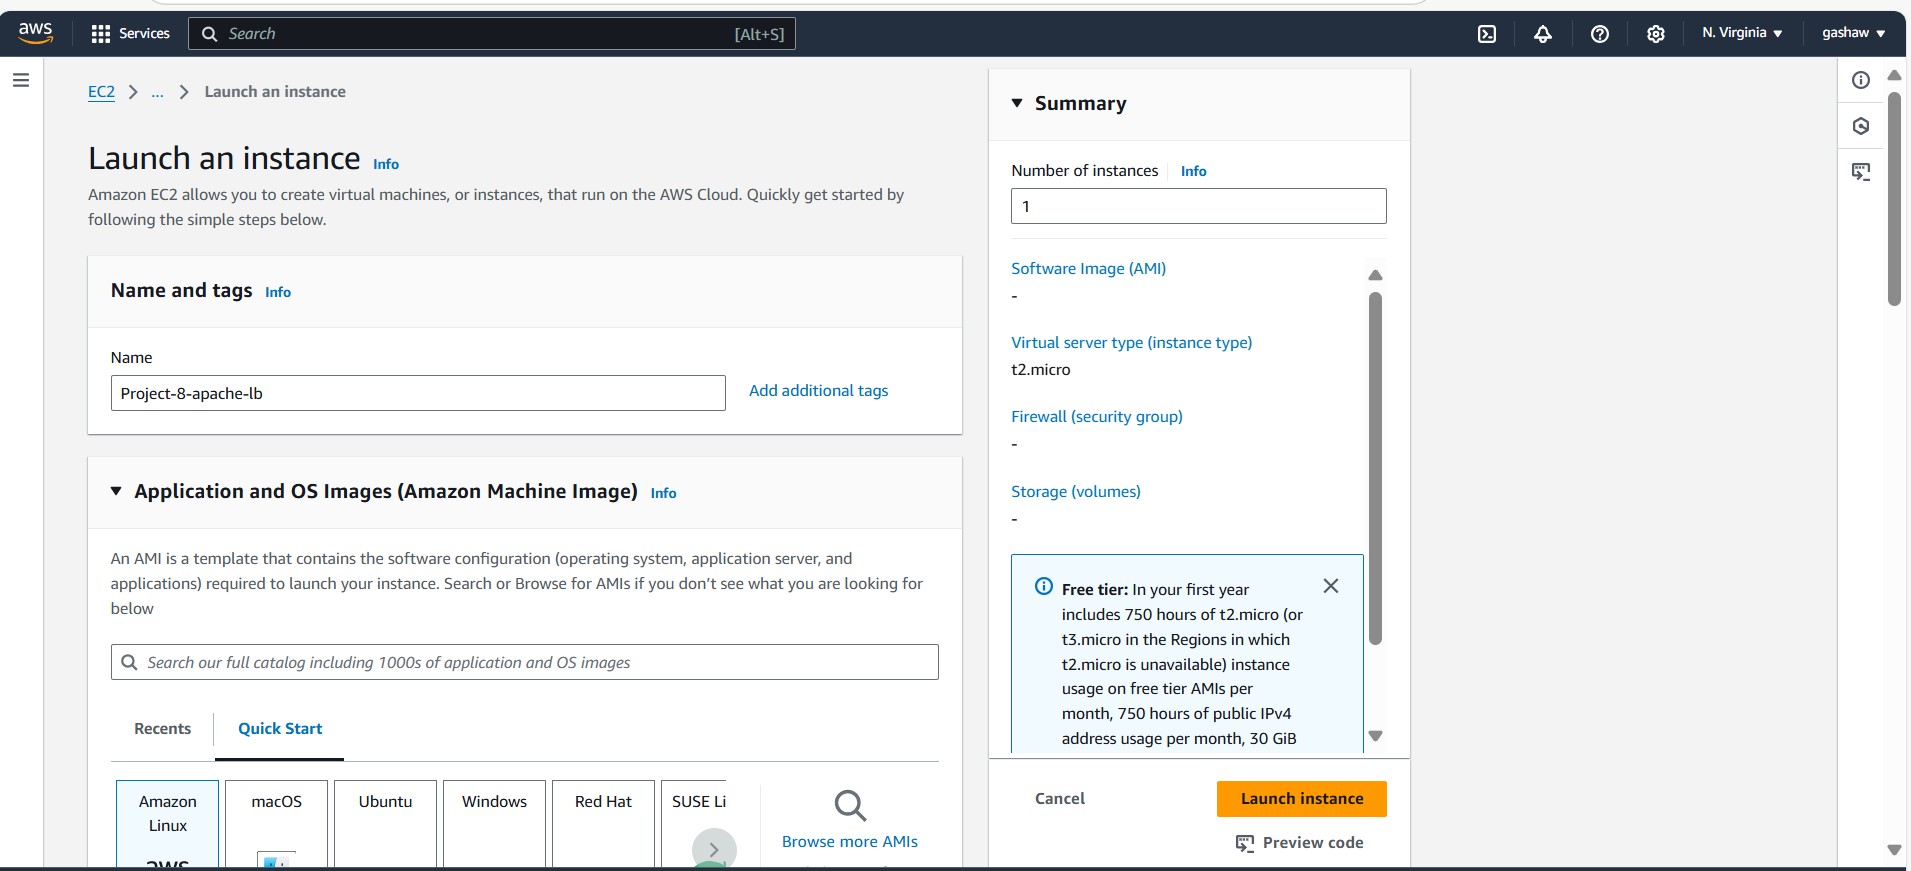 aws
Services
Search
[Alt+S]
N. Virginia
gashaw
EC2
...
Launch an instance
Launch an instance Info
Amazon EC2 allows you to create virtual machines, or instances, that run on the AWS Cloud. Quickly get started by
following the simple steps below.
Name and tags Info
Name
Project-8-apache-lb
Add additional tags
Application and OS Images (Amazon Machine Image) Info
An AMI is a template that contains the software configuration (operating system, application server, and
applications) required to launch your instance. Search or Browse for AMIs if you don’t see what you are looking for
below
Search our full catalog including 1000s of application and OS images
Recents
Quick Start
Amazon
Linux
aws
macOS
Ubuntu
Windows
Red Hat
SUSE Li
Browse more AMIs
Summary
Number of instances Info
1
Software Image (AMI)
-
Virtual server type (instance type)
t2.micro
Firewall (security group)
-
Storage (volumes)
-
Free tier: In your first year
includes 750 hours of t2.micro (or
t3.micro in the Regions in which
t2.micro is unavailable) instance
usage on free tier AMIs per
month, 750 hours of public IPv4
address usage per month, 30 GiB
Cancel
Launch instance
Preview code